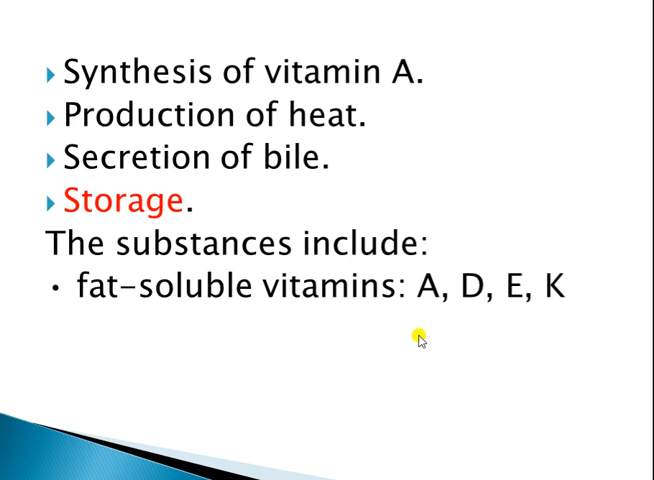 Synthesis of vitamin A.
Production of heat.
Secretion of bile.
Storage.
The substances include:
• fat-soluble vitamins: A, D, E, K